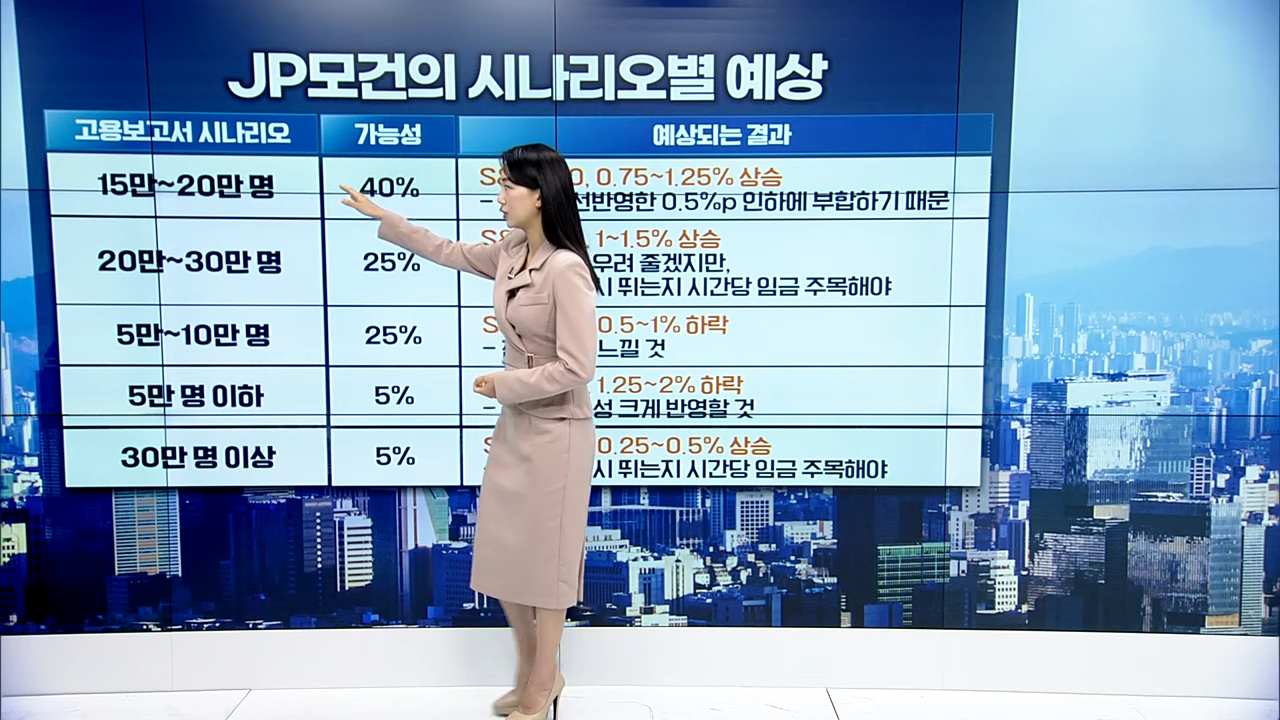 JP모건의 시나리오별 예상
고용보고서 시나리오 가능성 예상되는 결과
15만~20만 명 40% 0.75~1.25% 상승
선반영한 0.5%p 인하에 부합하기 때문
20만~30만 명 25% 1~1.5% 상승
우려 줄겠지만,
뛰는지 시간당 임금 주목해야
5만~10만 명 25% 0.5~1% 하락
느낄 것
5만 명 이하 5% 1.25~2% 하락
크게 반영할 것
30만 명 이상 5% 0.25~0.5% 상승
뛰는지 시간당 임금 주목해야